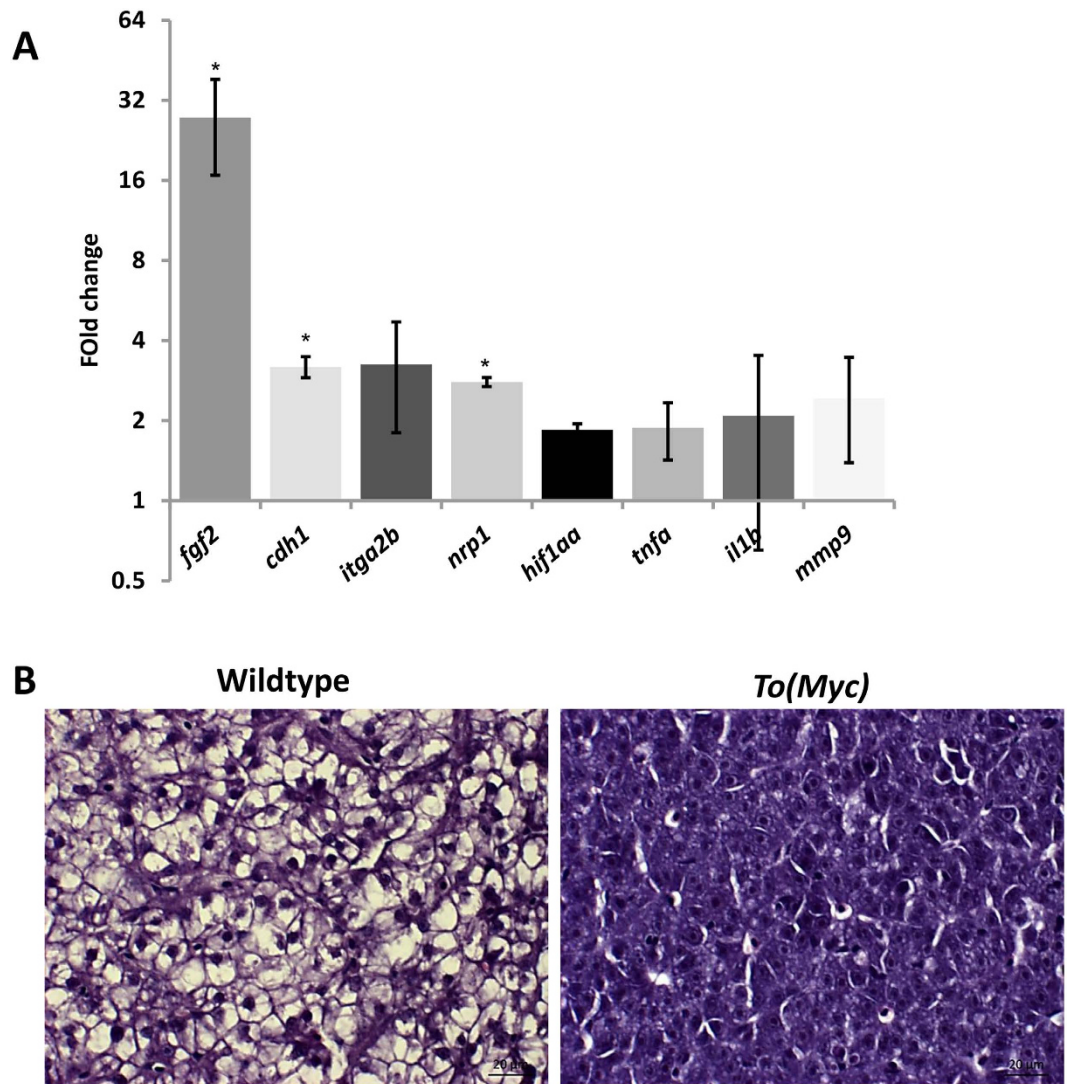 A
64
32
16
8
4
2
1
0.5
FOld change
*
*
*
fgf2
cdh1
itga2b
nrp1
hif1aa
tnfa
il1b
mmp9
B
Wildtype
To(Myc)
20 µm
20 µm